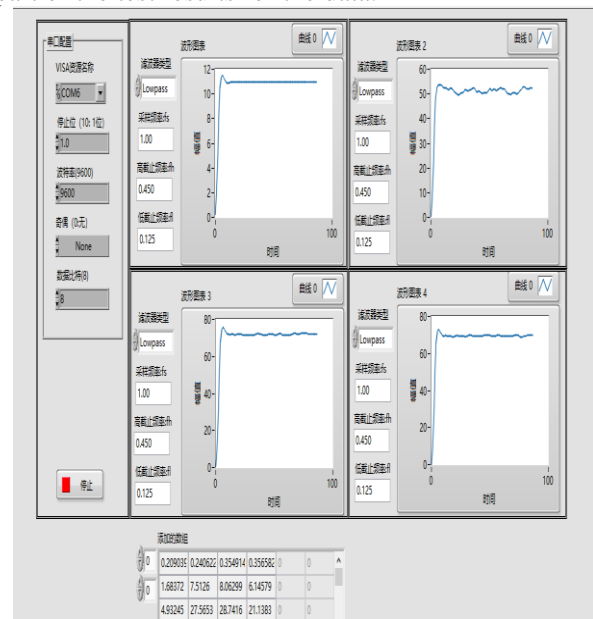 串口配置
VISA资源名称
COM6
停止位 (10: 1位)
1.0
波特率(9600)
9600
奇偶 (0:无)
None
数据比特(8)
8
停止
波形图表
曲线 0
滤波器类型
Lowpass
采样频率:fs
1.00
高截止频率:fh
0.450
低截止频率:fl
0.125
幅值
12
10
8
6
4
2
0
0
100
时间
波形图表 2
曲线 0
滤波器类型
Lowpass
采样频率:fs
1.00
高截止频率:fh
0.450
低截止频率:fl
0.125
幅值
60
50
40
30
20
10
0
0
100
时间
波形图表 3
曲线 0
滤波器类型
Lowpass
采样频率:fs
1.00
高截止频率:fh
0.450
低截止频率:fl
0.125
幅值
80
60
40
20
0
0
100
时间
波形图表 4
曲线 0
滤波器类型
Lowpass
采样频率:fs
1.00
高截止频率:fh
0.450
低截止频率:fl
0.125
幅值
80
60
40
20
0
0
100
时间
添加的数组
0 0.209035 0.240622 0.354914 0.356582 0 0
0 1.68372 7.5126 8.06299 6.14579 0 0
4.93245 27.5653 28.7416 21.1383 0 0